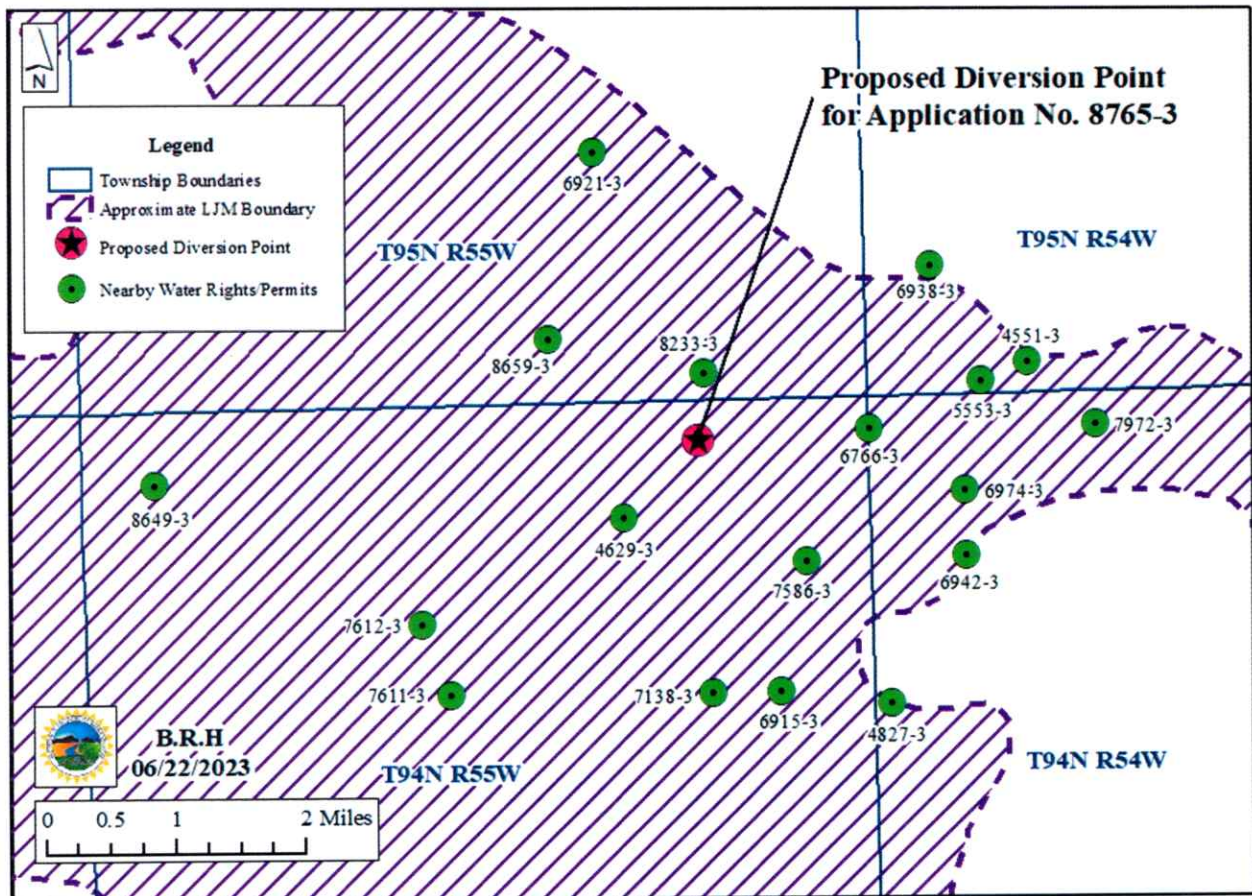 N
Proposed Diversion Point
for Application No. 8765-3
Legend
Township Boundaries
Approximate LJM Boundary
Proposed Diversion Point
Nearby Water Rights/Permits
6921-3
T95N R55W
T95N R54W
6938-3
4551-3
8233-3
8659-3
5553-3
7972-3
6766-3
6974-3
8649-3
4629-3
6942-3
7586-3
7612-3
7611-3
7138-3
6915-3
4827-3
B.R.H
06/22/2023
T94N R55W
T94N R54W
0 0.5 1 2 Miles